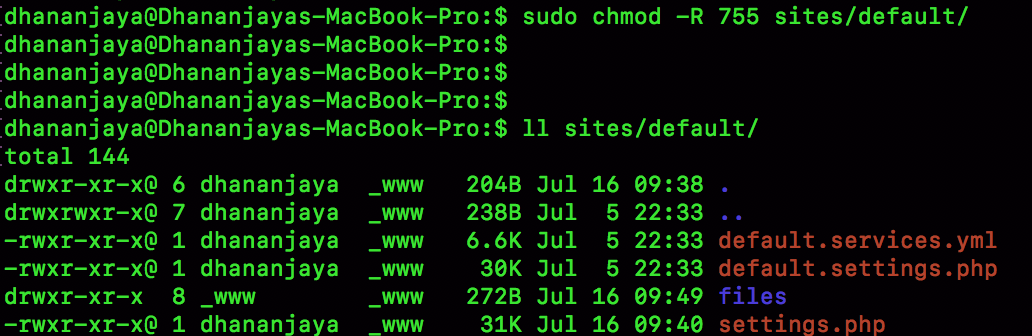 dhananjaya@Dhananjayas-MacBook-Pro:$ sudo chmod -R 755 sites/default/
[dhananjaya@Dhananjayas-MacBook-Pro:$
[dhananjaya@Dhananjayas-MacBook-Pro:$
[dhananjaya@Dhananjayas-MacBook-Pro:$
[dhananjaya@Dhananjayas-MacBook-Pro:$ ll sites/default/
total 144
drwxr-xr-x@ 6 dhananjaya  _www   204B Jul 16 09:38 .
drwxrwxr-x@ 7 dhananjaya  _www   238B Jul  5 22:33 ..
-rwxr-xr-x@ 1 dhananjaya  _www   6.6K Jul  5 22:33 default.services.yml
-rwxr-xr-x@ 1 dhananjaya  _www    30K Jul  5 22:33 default.settings.php
drwxr-xr-x  8 _www        _www   272B Jul 16 09:49 files
-rwxr-xr-x@ 1 dhananjaya  _www    31K Jul 16 09:40 settings.php